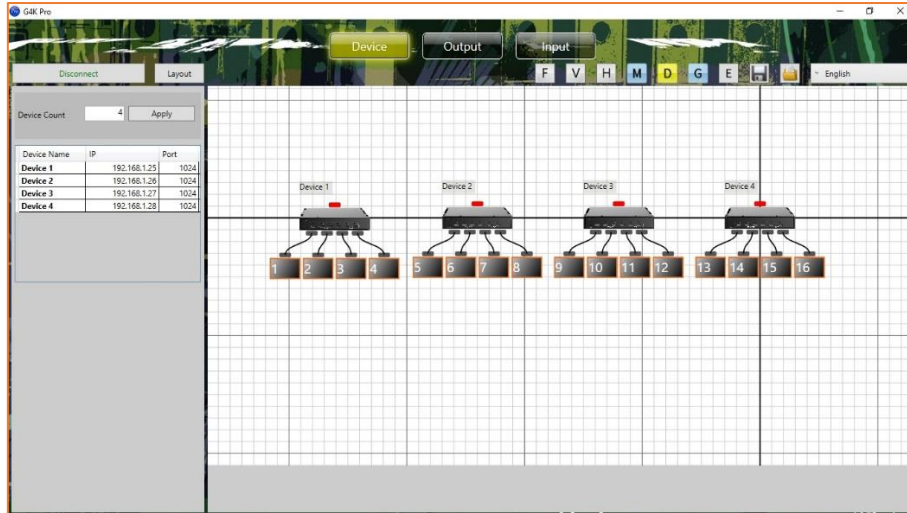 G4K Pro
Device Output Input
Disconnect Layout F V H M D G E English
Device Count 4 Apply
Device Name IP Port
Device 1 192.168.1.25 1024
Device 2 192.168.1.26 1024
Device 3 192.168.1.27 1024
Device 4 192.168.1.28 1024
Device 1 Device 2 Device 3 Device 4
1 2 3 4 5 6 7 8 9 10 11 12 13 14 15 16